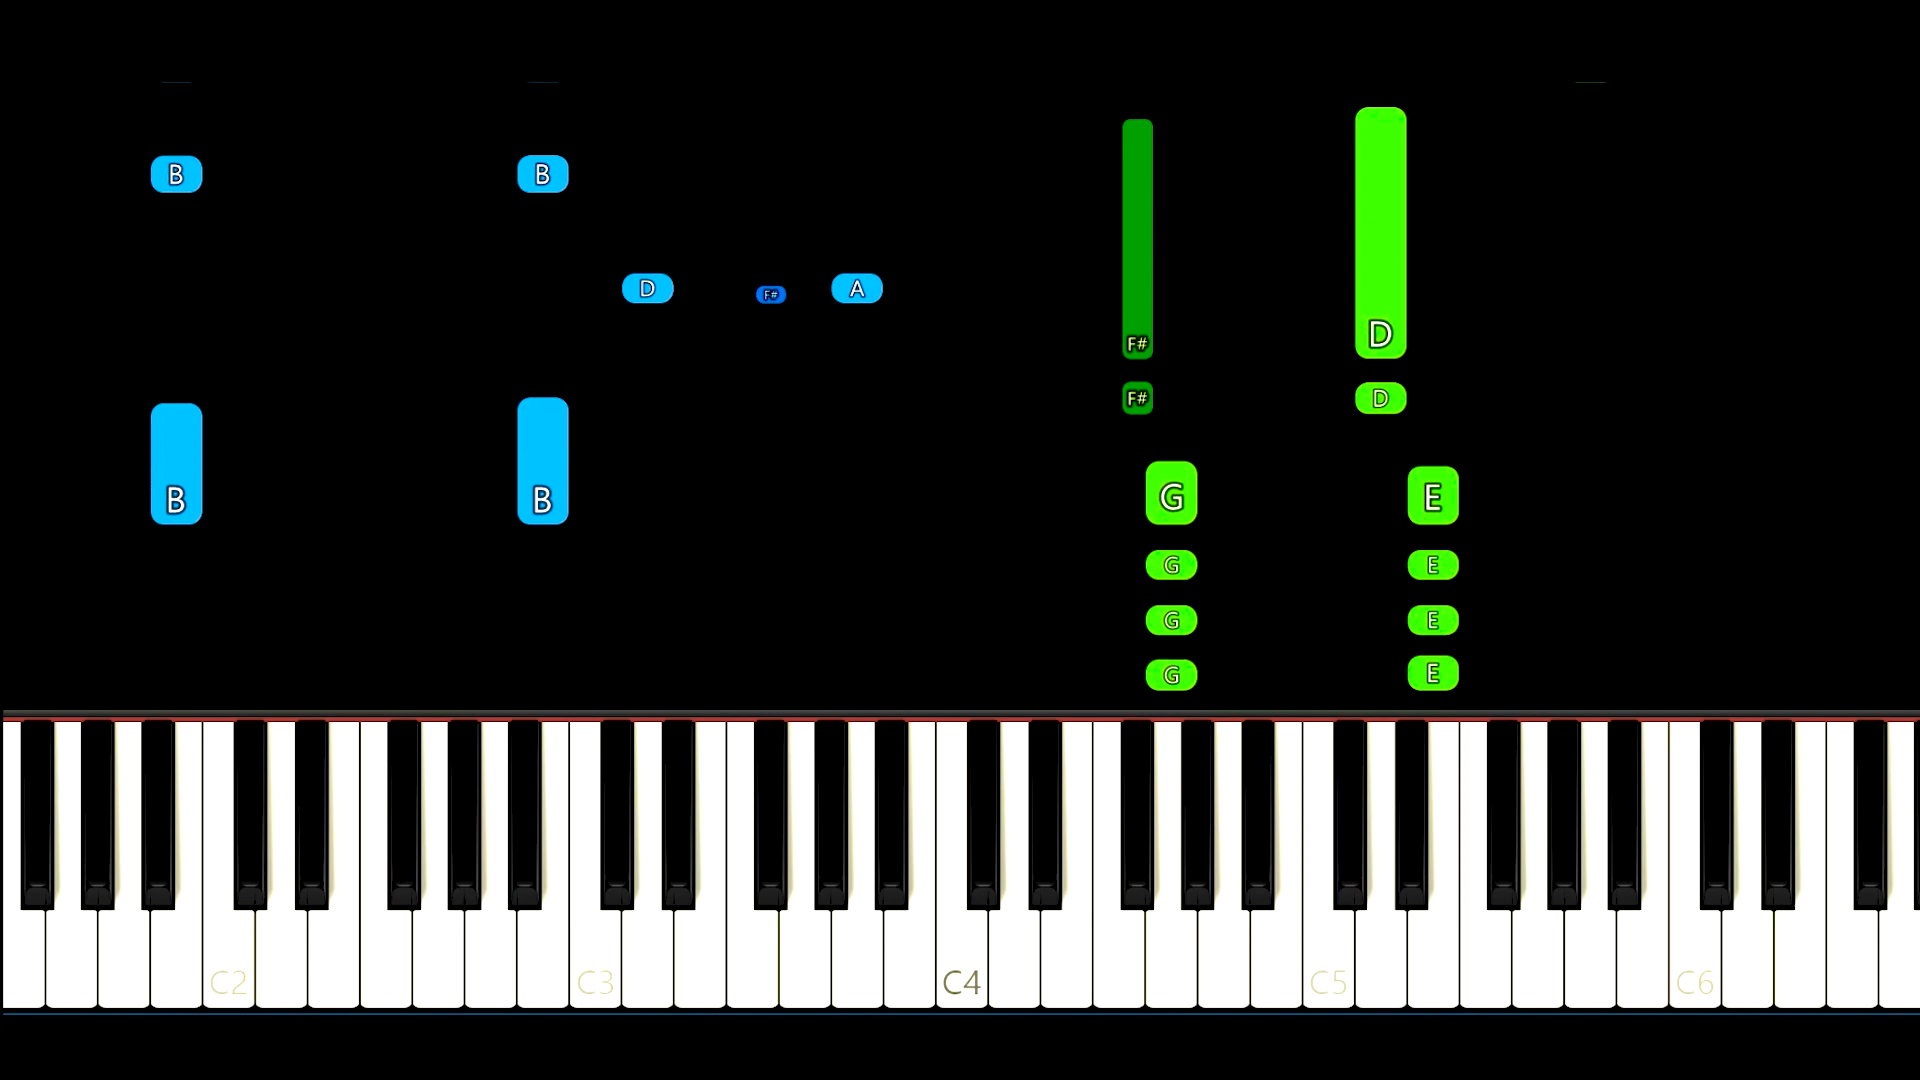 B B
D F# A
F# D
F# D
B B G E
G E
G E
G E
C2 C3 C4 C5 C6